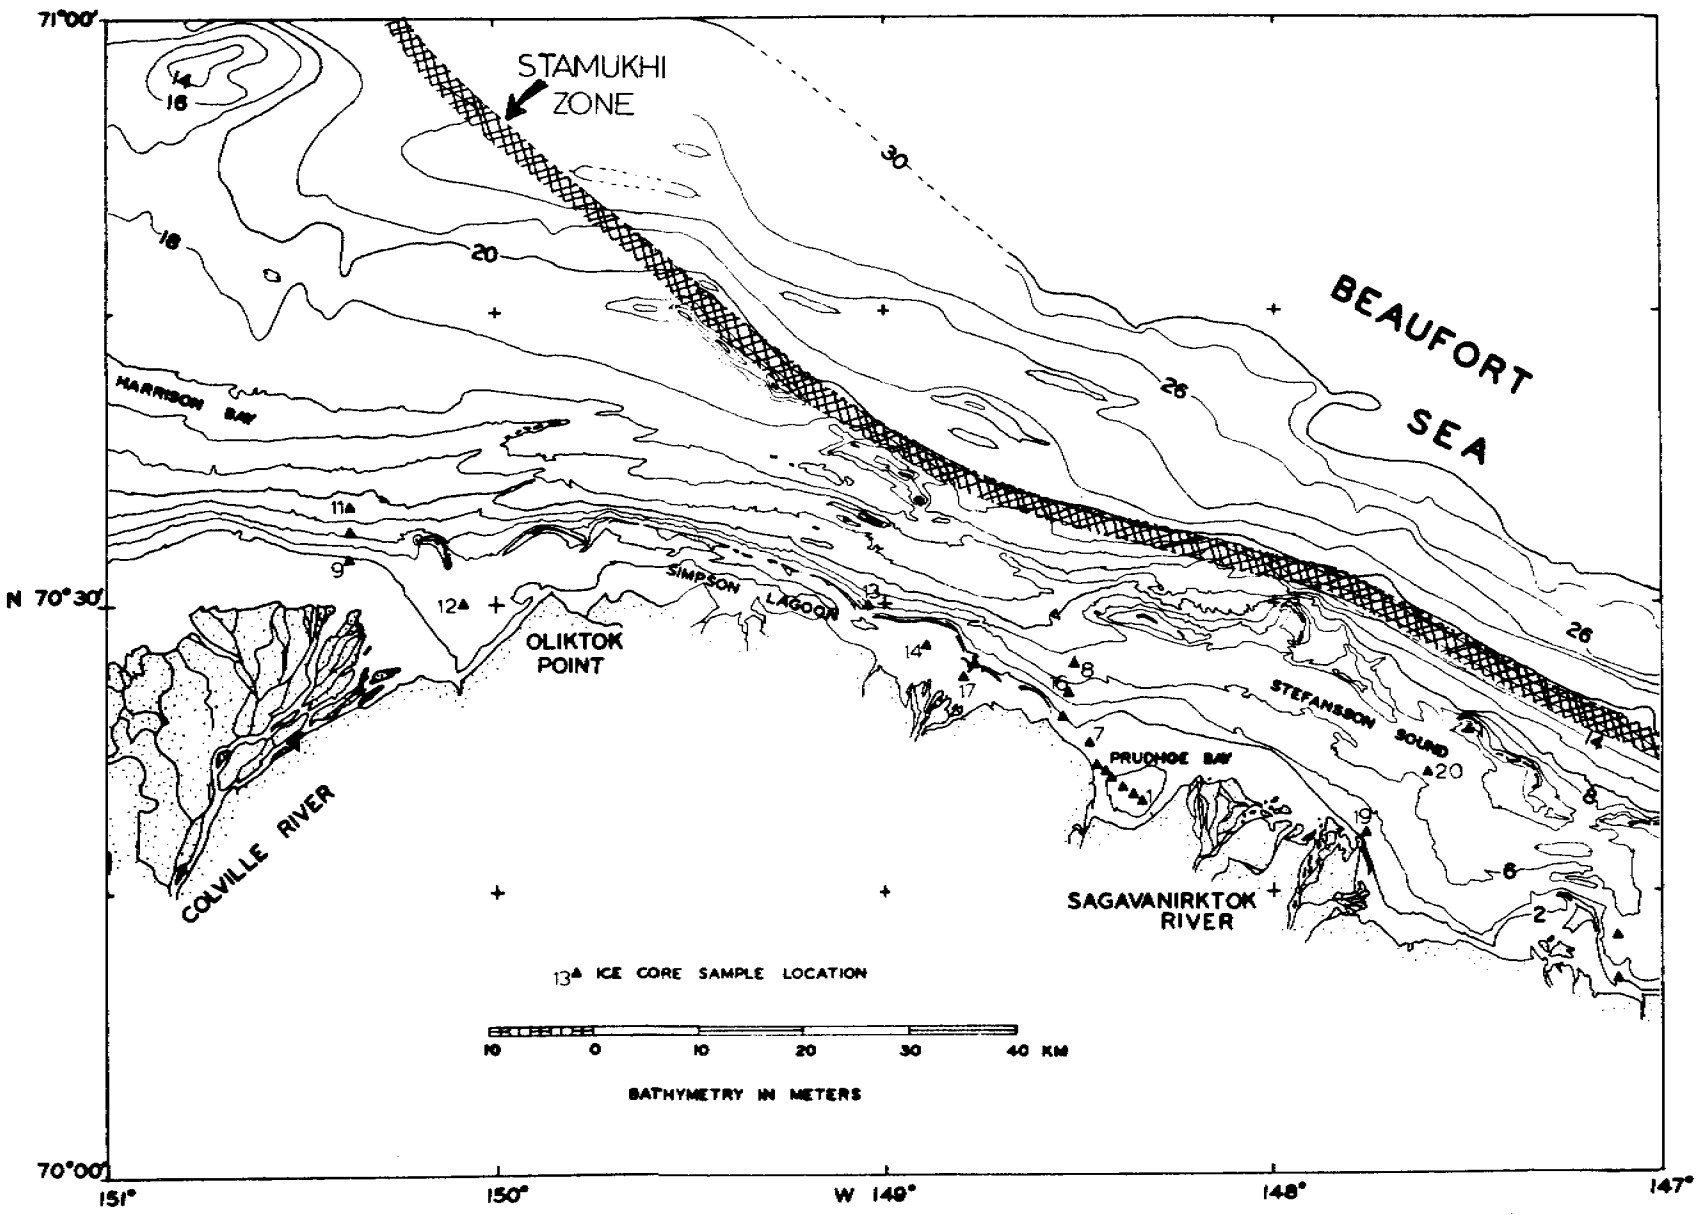 71°00'
STAMUKHI
ZONE
14
16
30
18
20
BEAUFORT
SEA
26
HARRISON BAY
11
9
12
N 70°30'
SIMPSON LAGOON
13
OLIKTOK
POINT
14
17
16
8
4
7
PRUDHOE BAY
1
STEFANSSON SOUND
26
14
20
8
19
6
2
COLVILLE RIVER
SAGAVANIRKTOK
RIVER
13 ICE CORE SAMPLE LOCATION
10 0 10 20 30 40 KM
BATHYMETRY IN METERS
70°00'
151° 150° W 149° 148° 147°